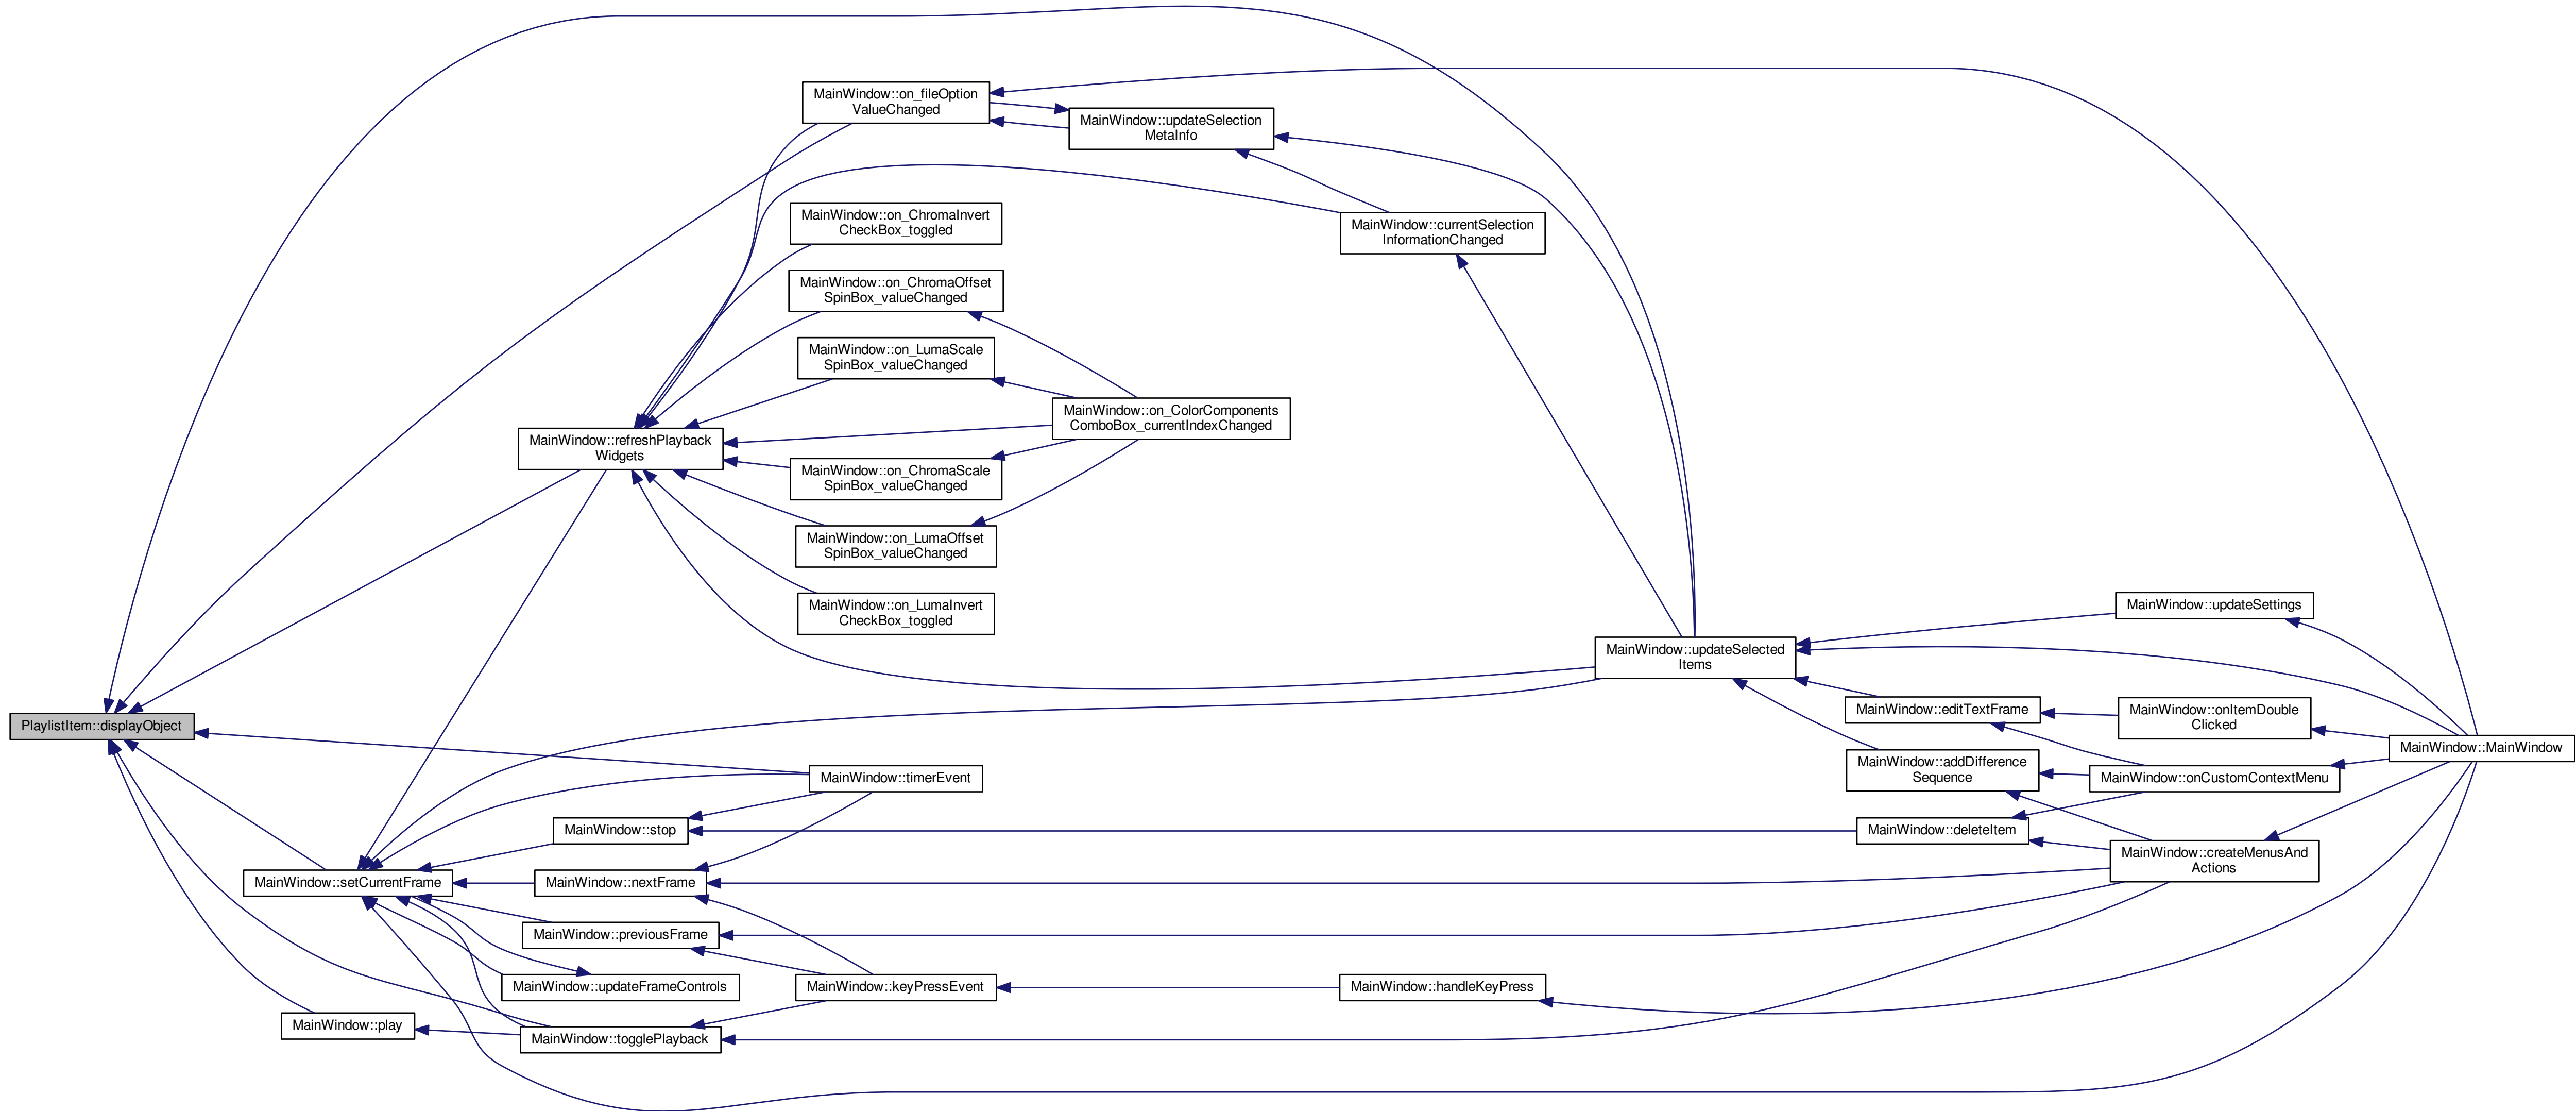 MainWindow::on_fileOption
ValueChanged
MainWindow::updateSelection
MetaInfo
MainWindow::on_ChromaInvert
CheckBox_toggled
MainWindow::currentSelection
InformationChanged
MainWindow::on_ChromaOffset
SpinBox_valueChanged
MainWindow::on_LumaScale
SpinBox_valueChanged
MainWindow::on_ColorComponents
ComboBox_currentIndexChanged
MainWindow::refreshPlayback
Widgets
MainWindow::on_ChromaScale
SpinBox_valueChanged
MainWindow::on_LumaOffset
SpinBox_valueChanged
MainWindow::on_LumaInvert
CheckBox_toggled
MainWindow::updateSettings
MainWindow::updateSelected
Items
MainWindow::editTextFrame
MainWindow::onItemDouble
Clicked
PlaylistItem::displayObject
MainWindow::MainWindow
MainWindow::addDifference
Sequence
MainWindow::timerEvent
MainWindow::onCustomContextMenu
MainWindow::stop
MainWindow::deleteItem
MainWindow::createMenusAnd
Actions
MainWindow::setCurrentFrame
MainWindow::nextFrame
MainWindow::previousFrame
MainWindow::updateFrameControls
MainWindow::keyPressEvent
MainWindow::handleKeyPress
MainWindow::play
MainWindow::togglePlayback